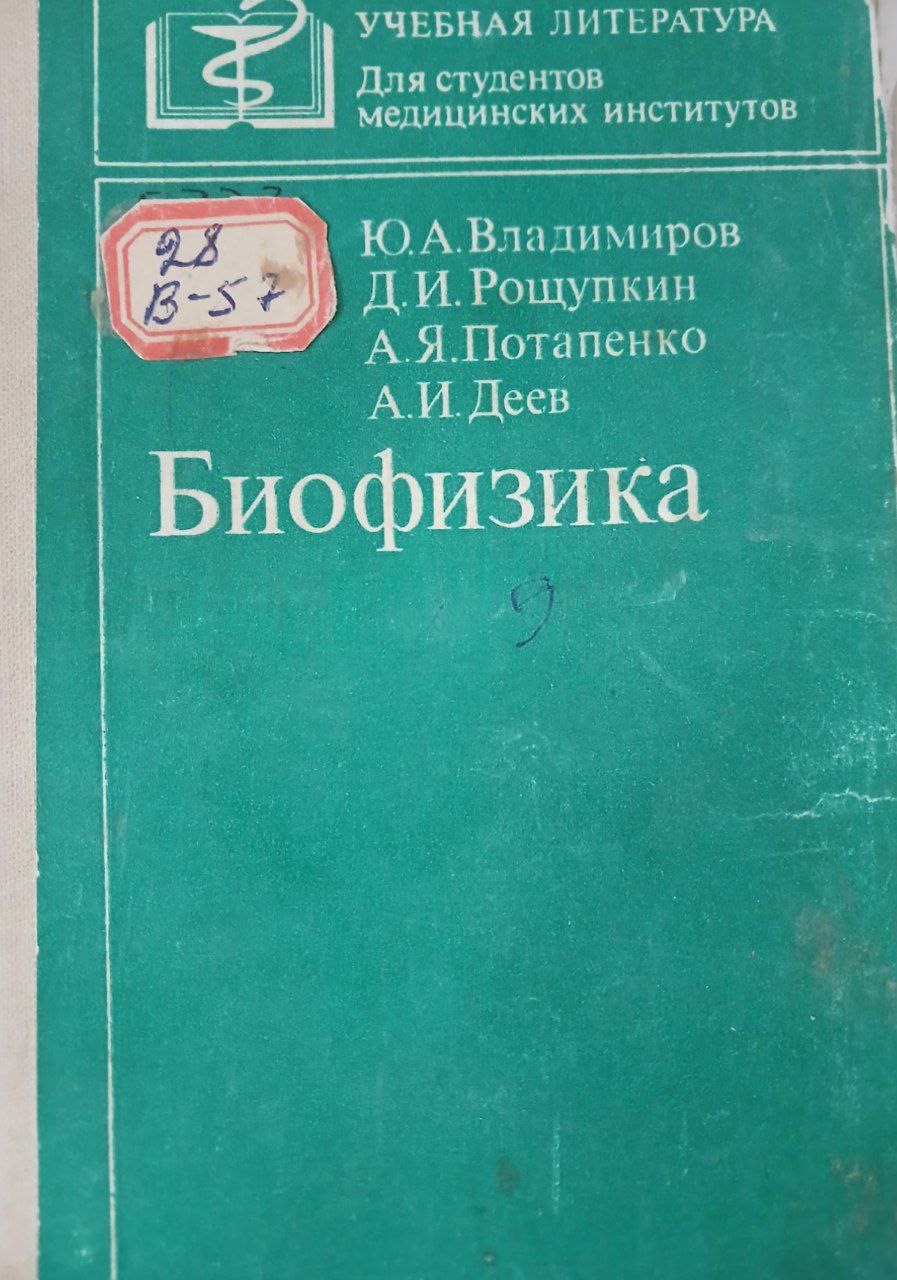 УЧЕБНАЯ ЛИТЕРАТУРА
Для студентов
медицинских институтов
28
В-57
Ю.А.Владимиров
Д.И.Рощупкин
А.Я.Потапенко
А.И.Деев
Биофизика